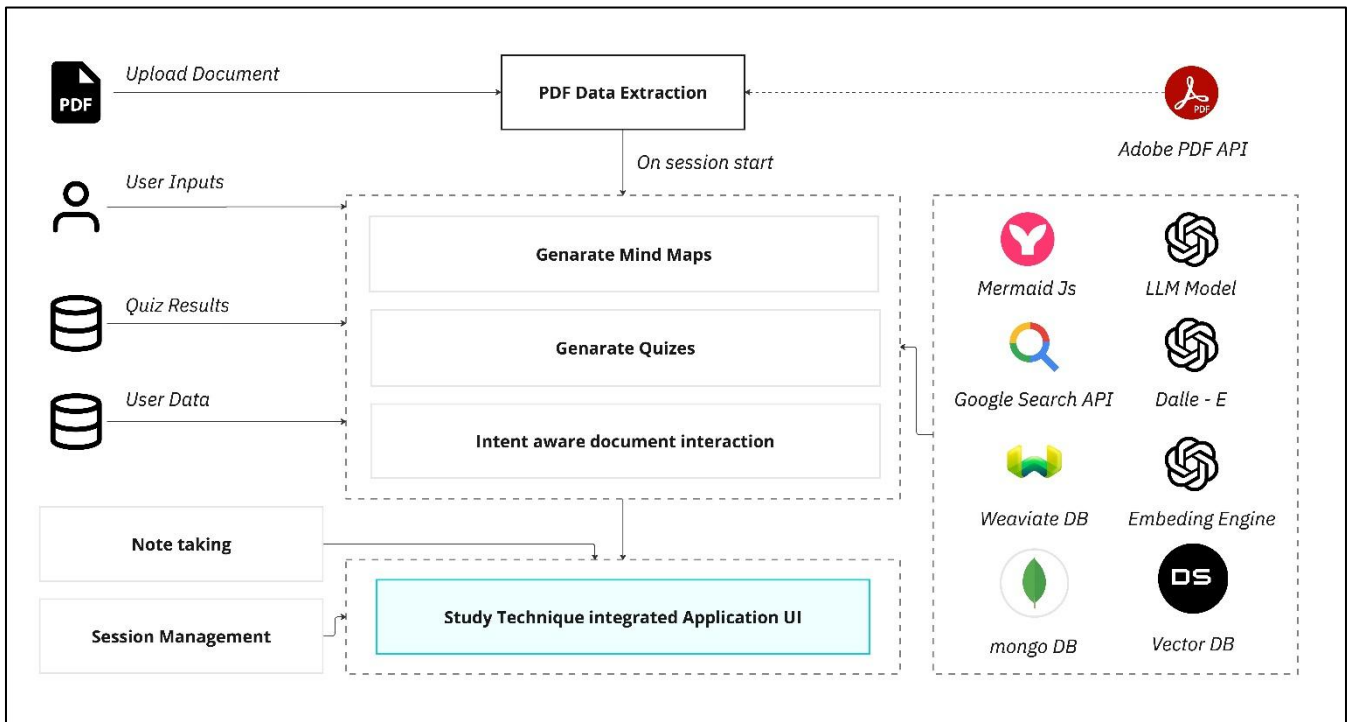 Upload Document
PDF
PDF Data Extraction
PDF
Adobe PDF API
On session start
User Inputs
Quiz Results
User Data
Genarate Mind Maps
Genarate Quizes
Intent aware document interaction
Mermaid Js
LLM Model
Google Search API
Dalle - E
Weaviate DB
Embeding Engine
mongo DB
DS
Vector DB
Note taking
Session Management
Study Technique integrated Application UI